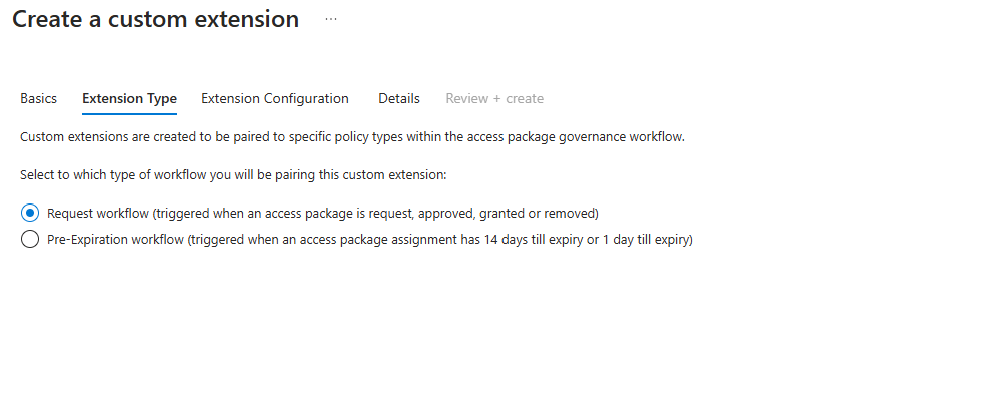 Create a custom extension ...
Basics Extension Type Extension Configuration Details Review + create
Custom extensions are created to be paired to specific policy types within the access package governance workflow.
Select to which type of workflow you will be pairing this custom extension:
Request workflow (triggered when an access package is request, approved, granted or removed)
Pre-Expiration workflow (triggered when an access package assignment has 14 days till expiry or 1 day till expiry)